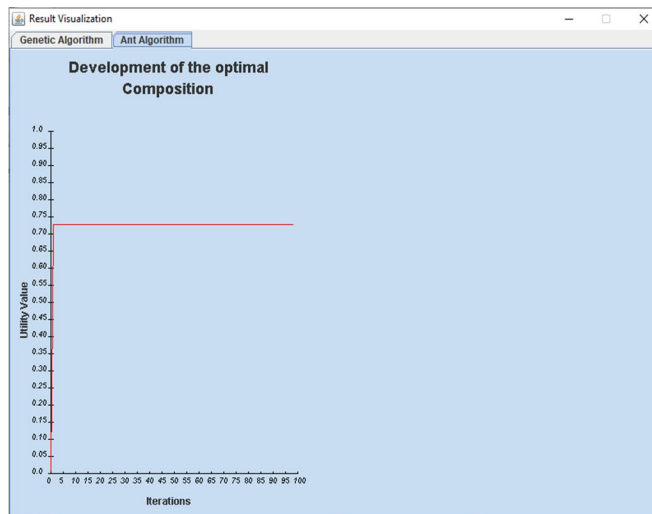 Result Visualization
Genetic Algorithm
Ant Algorithm
Development of the optimal
Composition
1.0
0.95
0.90
0.85
0.80
0.75
0.70
0.65
0.60
0.55
0.50
0.45
0.40
0.35
0.30
0.25
0.20
0.15
0.10
0.05
0.0
Utility Value
0 5 10 15 20 25 30 35 40 45 50 55 60 65 70 75 80 85 90 95 100
Iterations